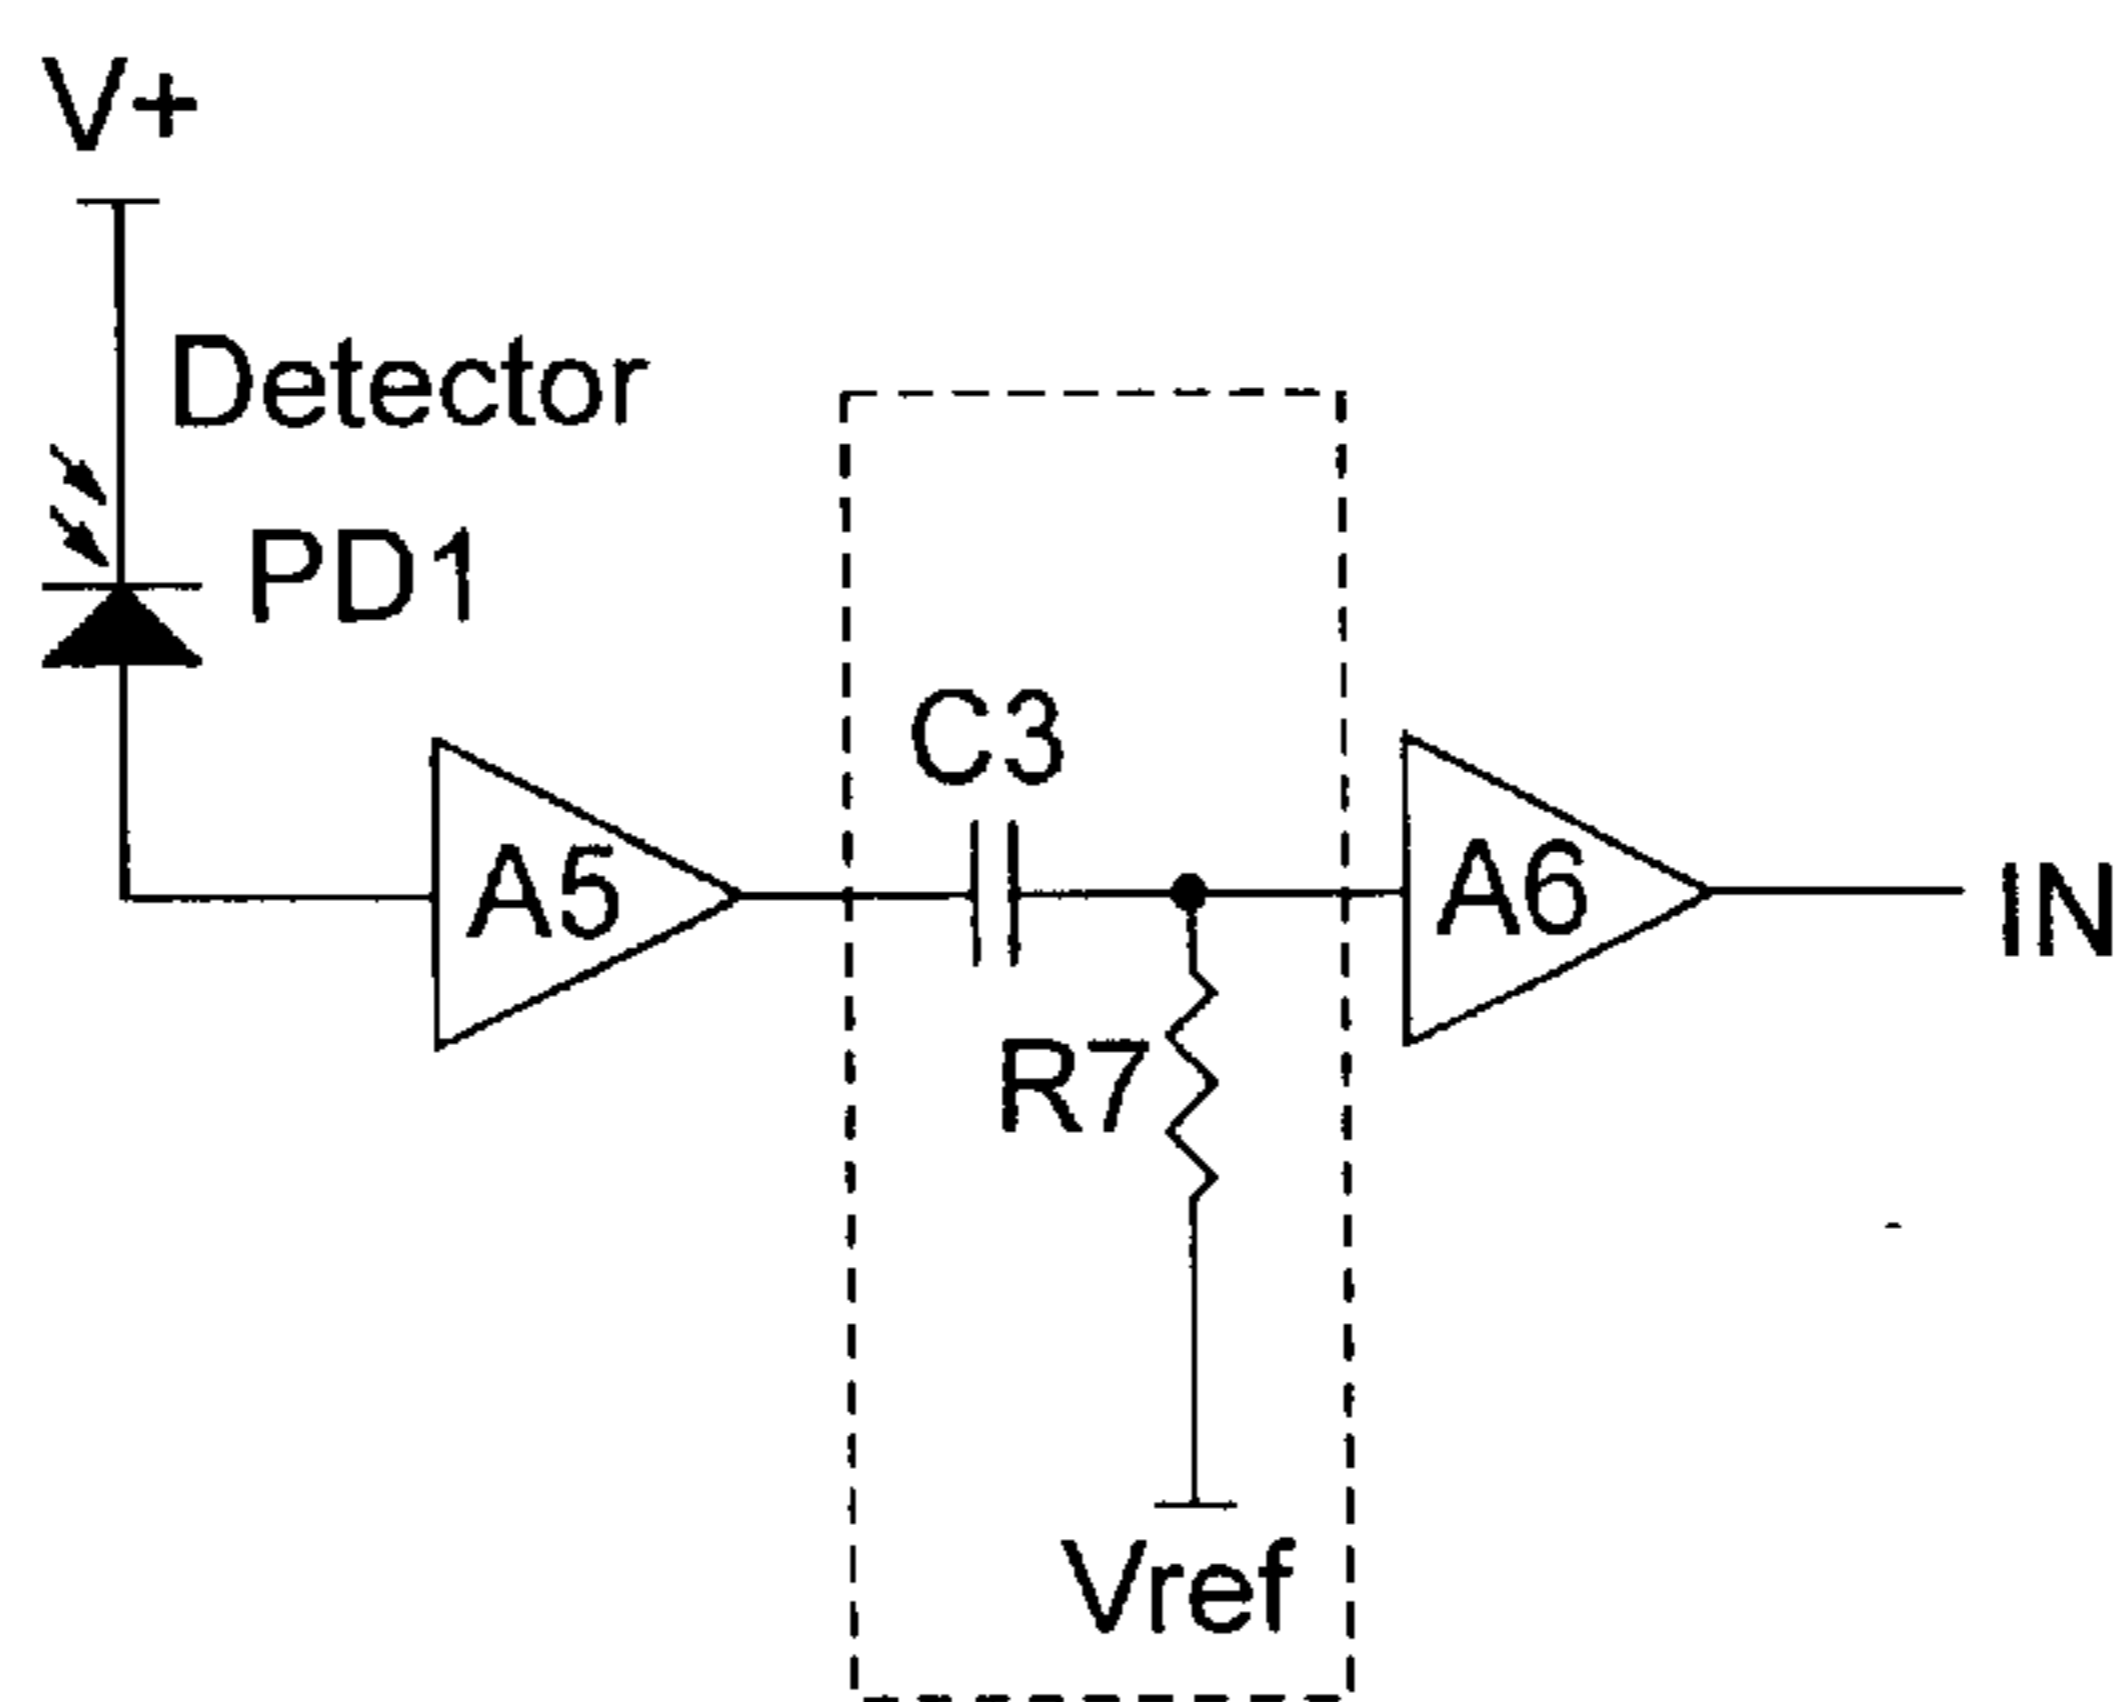 V+
Detector
PD1
C3
A5
A6
IN
R7
Vref